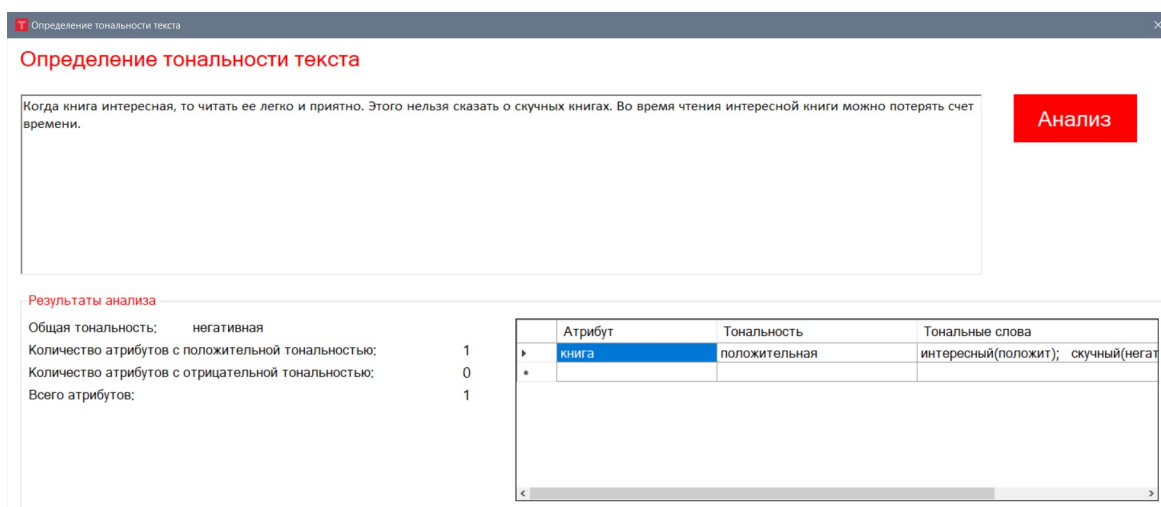 Определение тональности текста
Определение тональности текста
Когда книга интересная, то читать ее легко и приятно. Этого нельзя сказать о скучных книгах. Во время чтения интересной книги можно потерять счет
времени.
Анализ
Результаты анализа
Общая тональность: негативная
Количество атрибутов с положительной тональностью: 1
Количество атрибутов с отрицательной тональностью: 0
Всего атрибутов: 1
Атрибут Тональность Тональные слова
книга положительная интересный(положит); скучный(негат